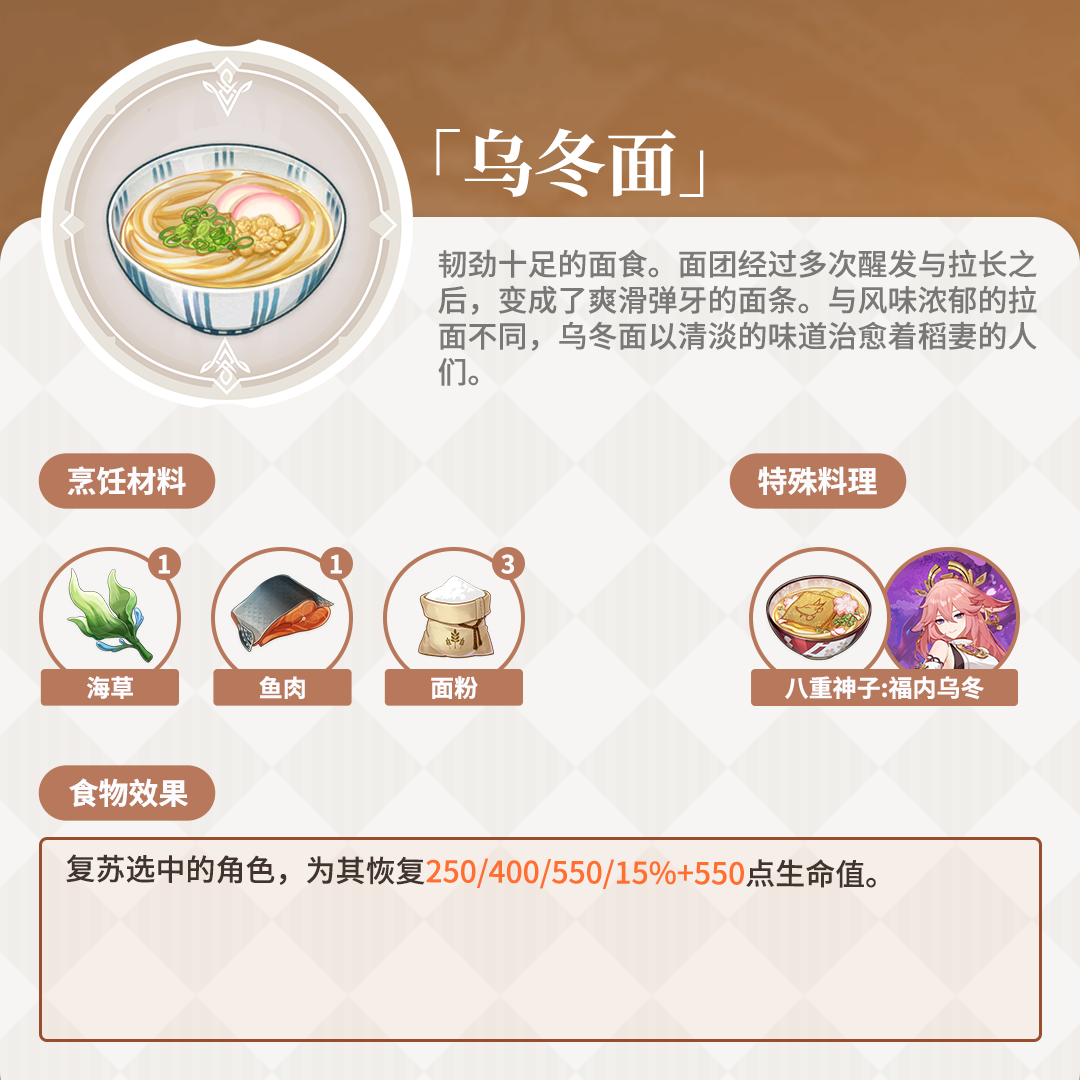 「乌冬面」
韧劲十足的面食。面团经过多次醒发与拉长之
后，变成了爽滑弹牙的面条。与风味浓郁的拉
面不同，乌冬面以清淡的味道治愈着稻妻的人
们。
烹饪材料
特殊料理
1
1
3
海草
鱼肉
面粉
八重神子:福内乌冬
食物效果
复苏选中的角色，为其恢复250/400/550/15%+550点生命值。